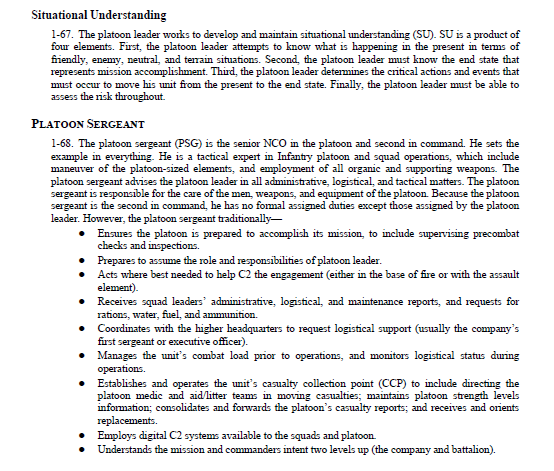 Situational Understanding
1-67. The platoon leader works to develop and maintain situational understanding (SU). SU is a product of
four elements. First, the platoon leader attempts to know what is happening in the present in terms of
friendly, enemy, neutral, and terrain situations. Second, the platoon leader must know the end state that
represents mission accomplishment. Third, the platoon leader determines the critical actions and events that
must occur to move his unit from the present to the end state. Finally, the platoon leader must be able to
assess the risk throughout.
PLATOON SERGEANT
1-68. The platoon sergeant (PSG) is the senior NCO in the platoon and second in command. He sets the
example in everything. He is a tactical expert in Infantry platoon and squad operations, which include
maneuver of the platoon-sized elements, and employment of all organic and supporting weapons. The
platoon sergeant advises the platoon leader in all administrative, logistical, and tactical matters. The platoon
sergeant is responsible for the care of the men, weapons, and equipment of the platoon. Because the platoon
sergeant is the second in command, he has no formal assigned duties except those assigned by the platoon
leader. However, the platoon sergeant traditionally—
● Ensures the platoon is prepared to accomplish its mission, to include supervising precombat
checks and inspections.
● Prepares to assume the role and responsibilities of platoon leader.
● Acts where best needed to help C2 the engagement (either in the base of fire or with the assault
element).
● Receives squad leaders' administrative, logistical, and maintenance reports, and requests for
rations, water, fuel, and ammunition.
● Coordinates with the higher headquarters to request logistical support (usually the company's
first sergeant or executive officer).
● Manages the unit's combat load prior to operations, and monitors logistical status during
operations.
● Establishes and operates the unit's casualty collection point (CCP) to include directing the
platoon medic and aid/litter teams in moving casualties; maintains platoon strength levels
information; consolidates and forwards the platoon's casualty reports; and receives and orients
replacements.
● Employs digital C2 systems available to the squads and platoon.
● Understands the mission and commanders intent two levels up (the company and battalion).